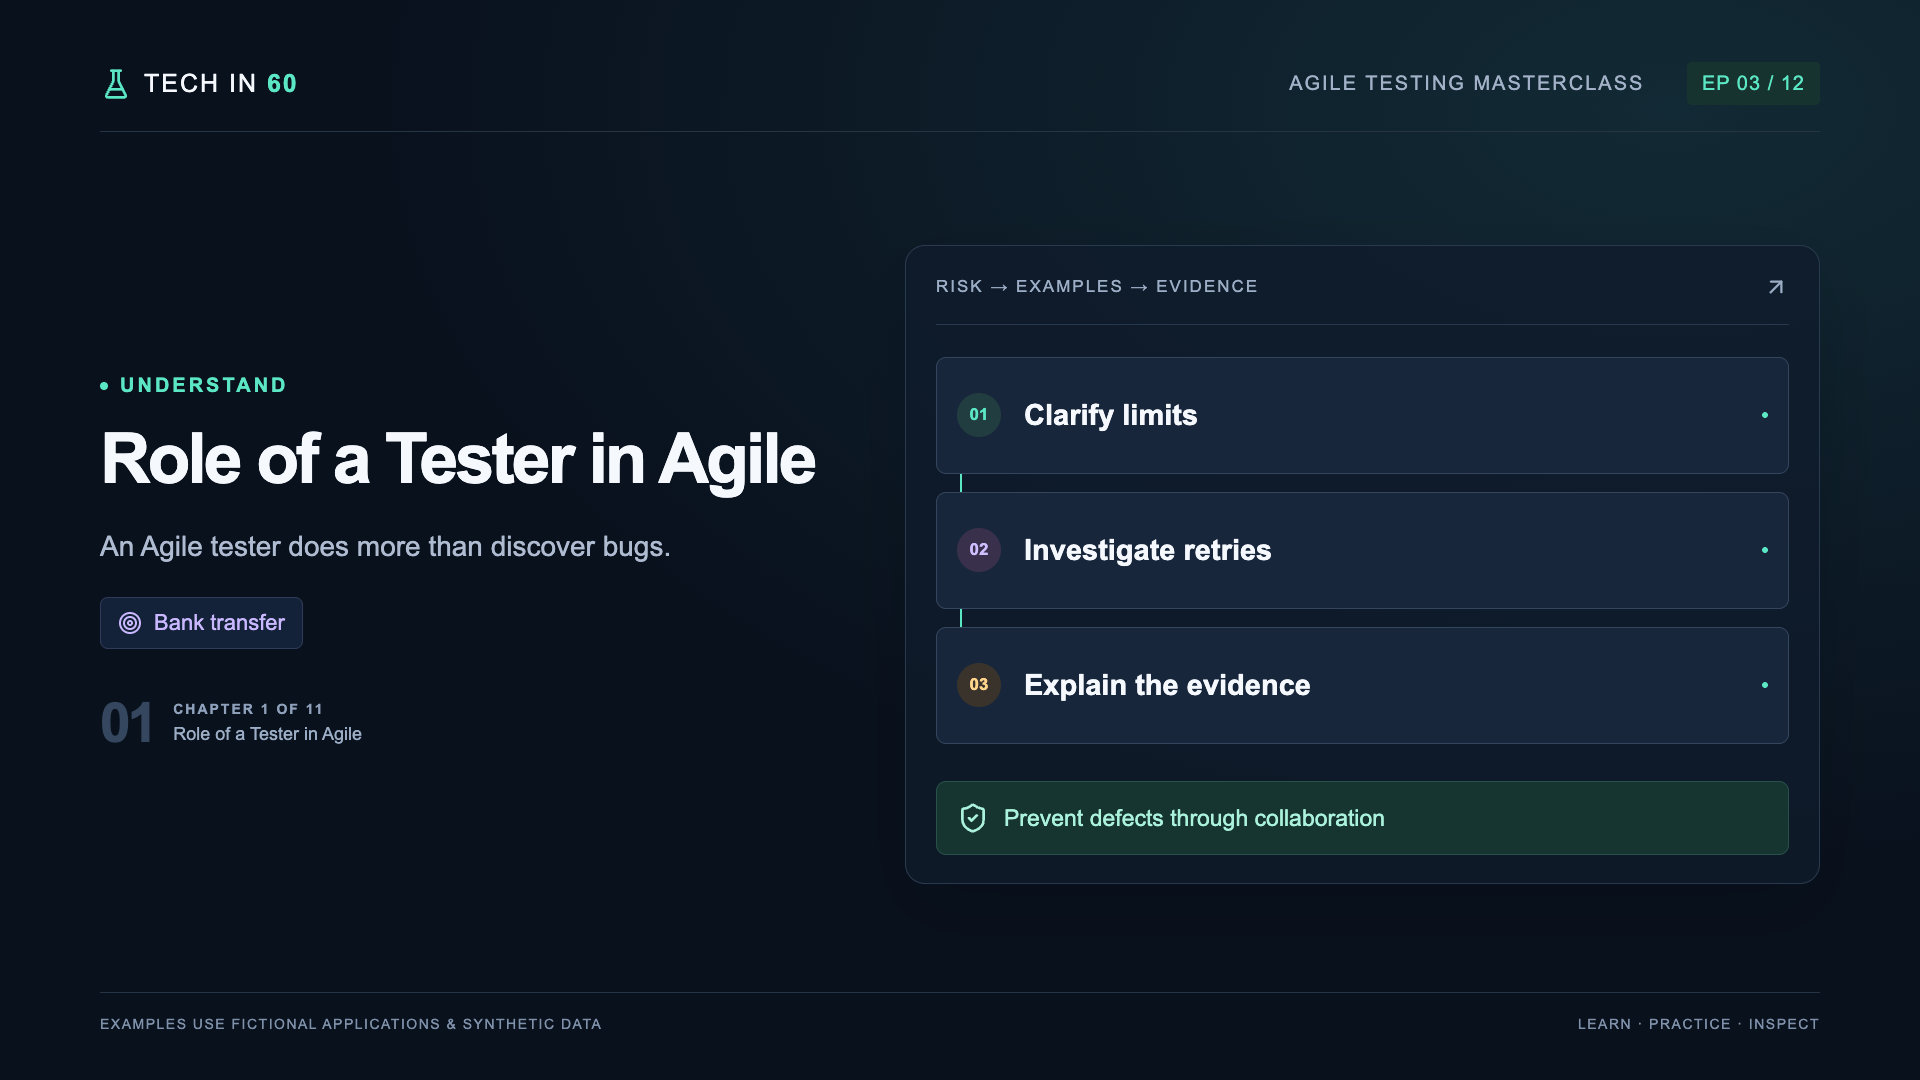 TECH IN 60
AGILE TESTING MASTERCLASS
EP 03 / 12
• UNDERSTAND
Role of a Tester in Agile
An Agile tester does more than discover bugs.
Bank transfer
01
CHAPTER 1 OF 11
Role of a Tester in Agile
RISK → EXAMPLES → EVIDENCE
01 Clarify limits
02 Investigate retries
03 Explain the evidence
Prevent defects through collaboration
EXAMPLES USE FICTIONAL APPLICATIONS & SYNTHETIC DATA
LEARN · PRACTICE · INSPECT